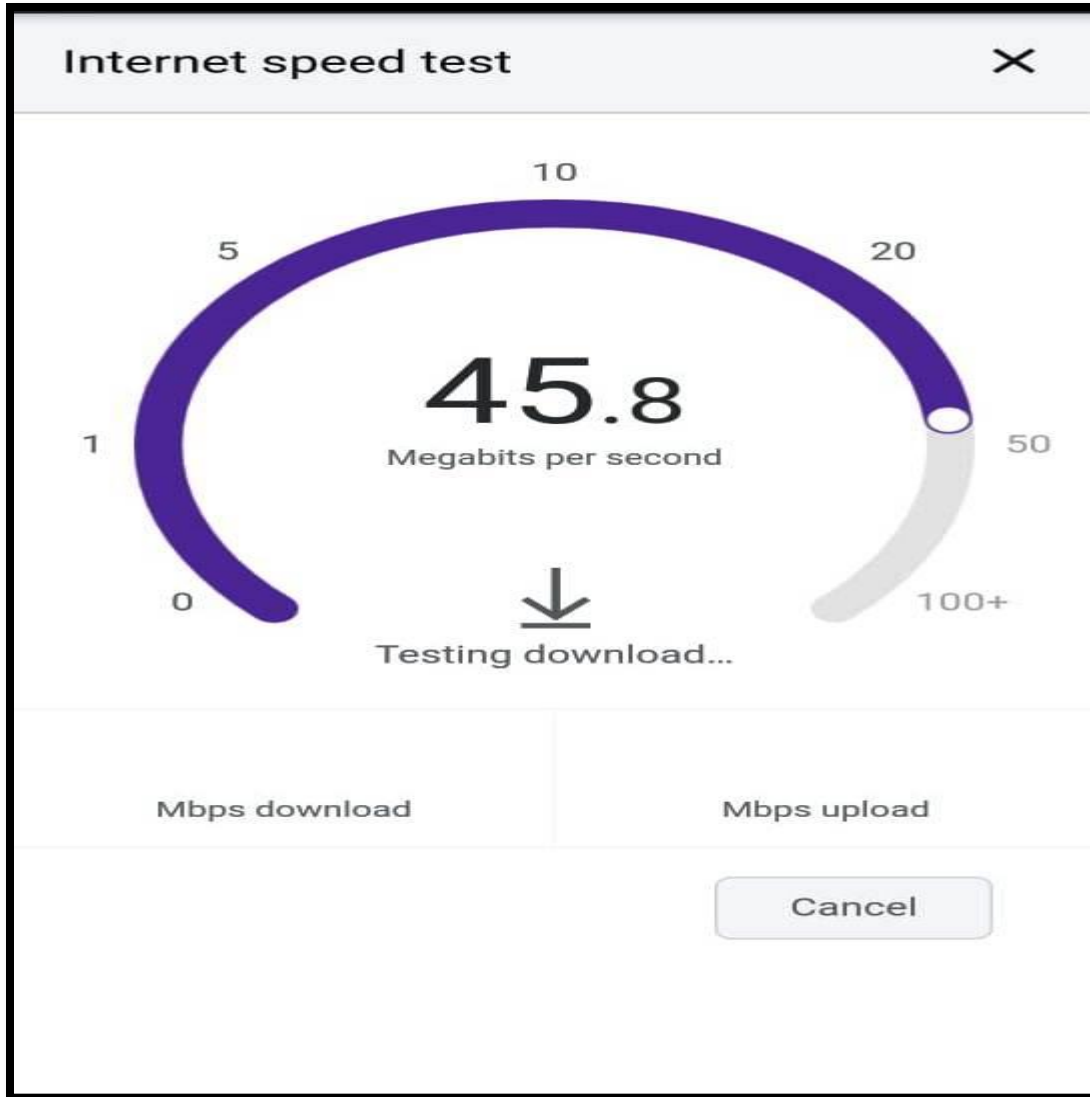 Internet speed test
10
5
20
45.8
Megabits per second
1
50
0
100+
Testing download...
Mbps download
Mbps upload
Cancel